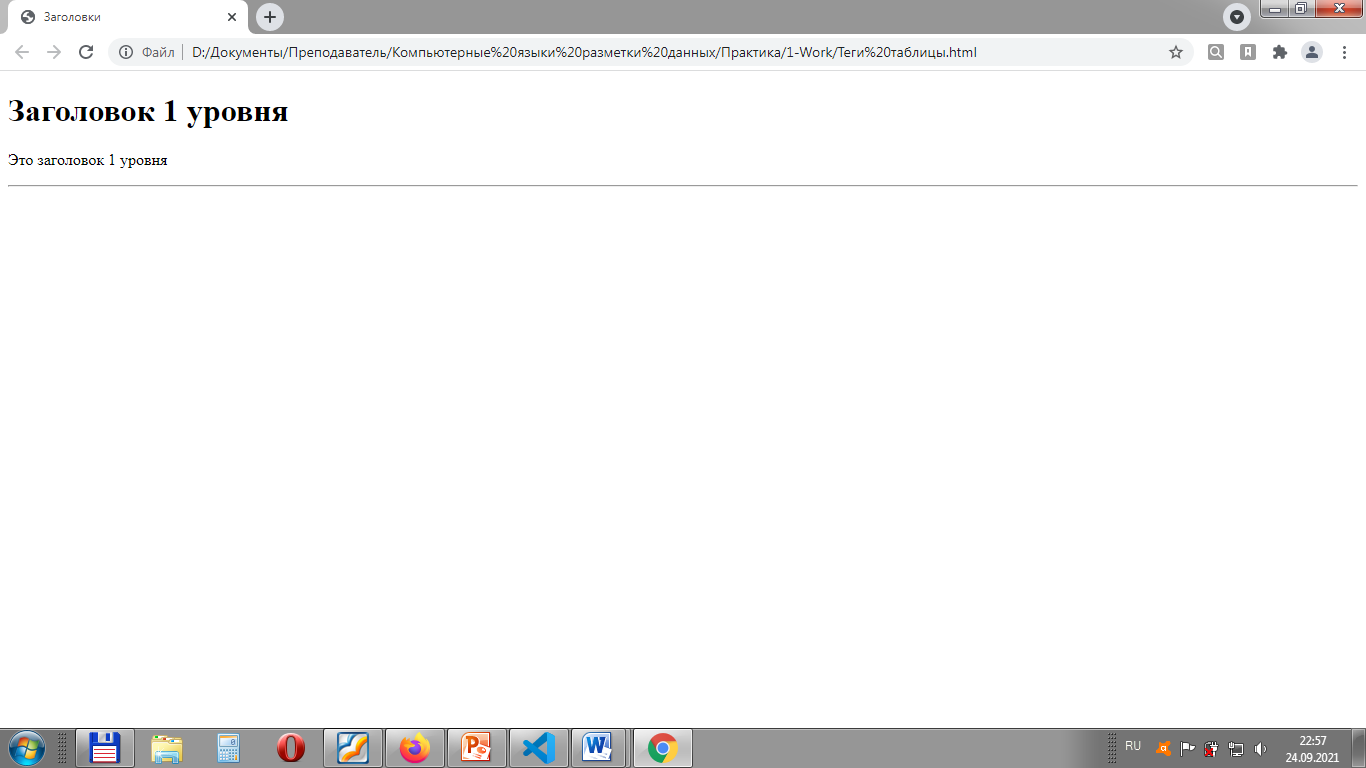 Заголовки
Файл
D:/Документы/Преподаватель/Компьютерные%20языки%20разметки%20данных/Практика/1-Work/Теги%20таблицы.html
Заголовок 1 уровня
Это заголовок 1 уровня
RU
22:57
24.09.2021